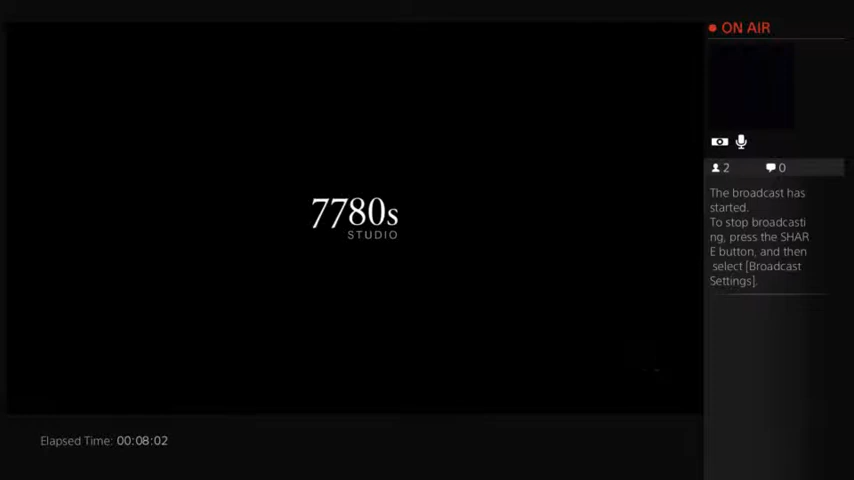 ON AIR
2 0
The broadcast has
started.
To stop broadcasti
ng, press the SHAR
E button, and then
select [Broadcast
Settings].
7780s
STUDIO
Elapsed Time: 00:08:02